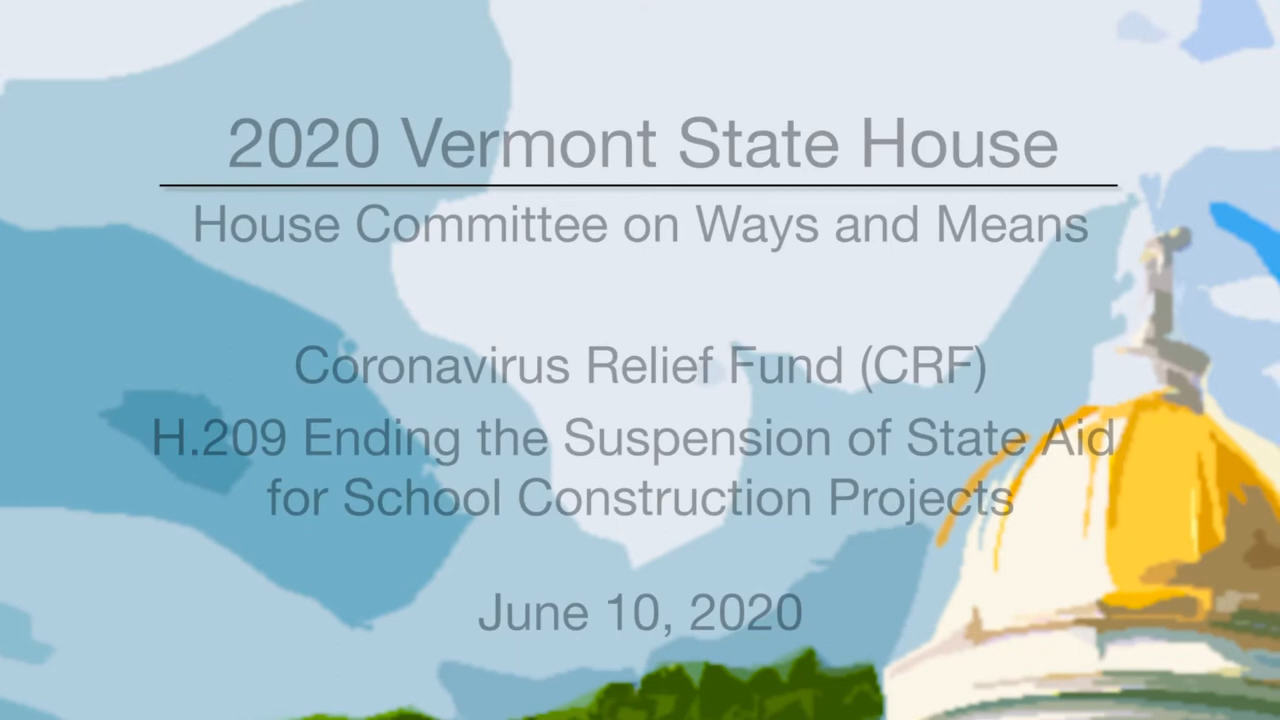 2020 Vermont State House
House Committee on Ways and Means
Coronavirus Relief Fund (CRF)
H.209 Ending the Suspension of State Aid
for School Construction Projects
June 10, 2020